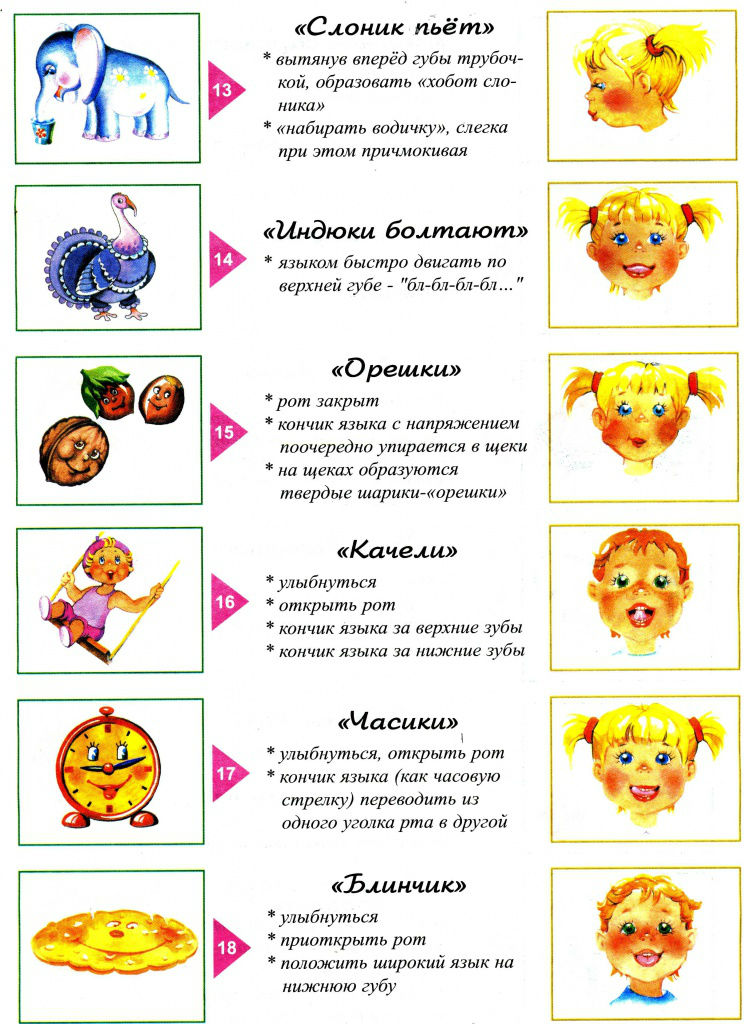 «Слоник пьёт»
* вытянув вперёд губы трубоч-
кой, образовать «хобот сло-
ника»
* «набирать водичку», слегка
при этом причмокивая
13
«Индюки болтают»
* языком быстро двигать по
верхней губе - "бл-бл-бл-бл..."
14
«Орешки»
* рот закрыт
* кончик языка с напряжением
поочередно упирается в щеки
* на щеках образуются
твердые шарики-«орешки»
15
«Качели»
* улыбнуться
* открыть рот
* кончик языка за верхние зубы
* кончик языка за нижние зубы
16
«Часики»
* улыбнуться, открыть рот
* кончик языка (как часовую
стрелку) переводить из
одного уголка рта в другой
17
«Блинчик»
* улыбнуться
* приоткрыть рот
* положить широкий язык на
нижнюю губу
18